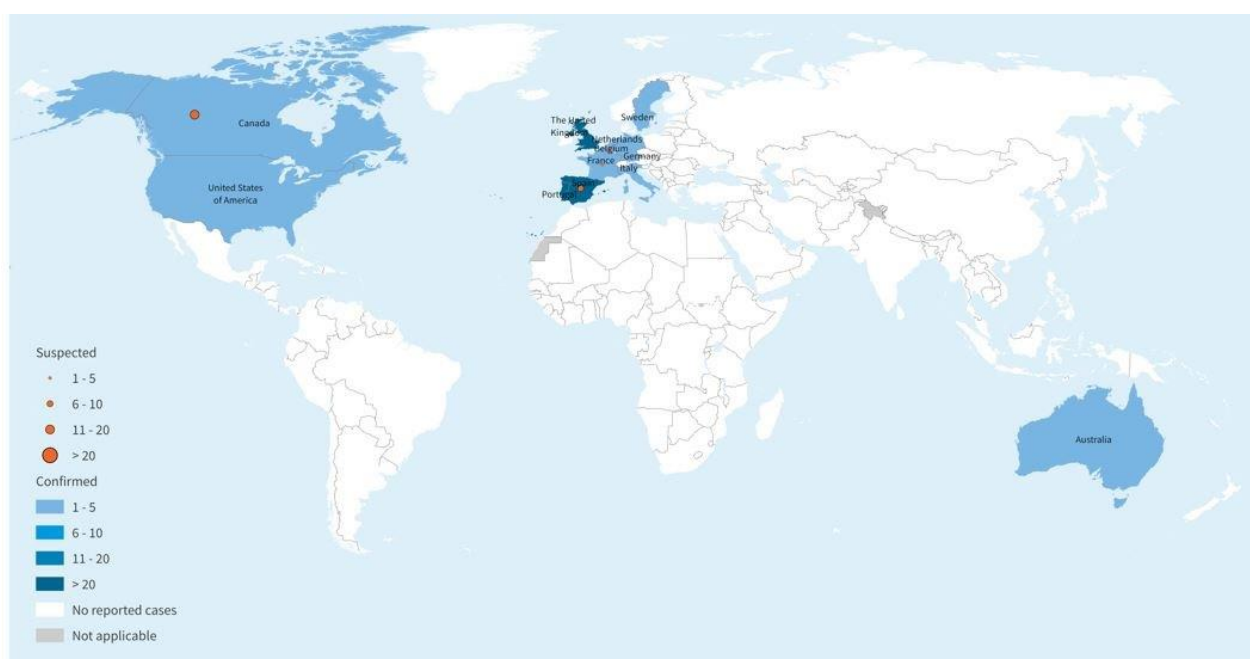 Canada
United States
of America
The United
Kingdom
Sweden
Netherlands
Belgium
France
Germany
Italy
Portugal
Australia
Suspected
1 - 5
6 - 10
11 - 20
> 20
Confirmed
1 - 5
6 - 10
11 - 20
> 20
No reported cases
Not applicable